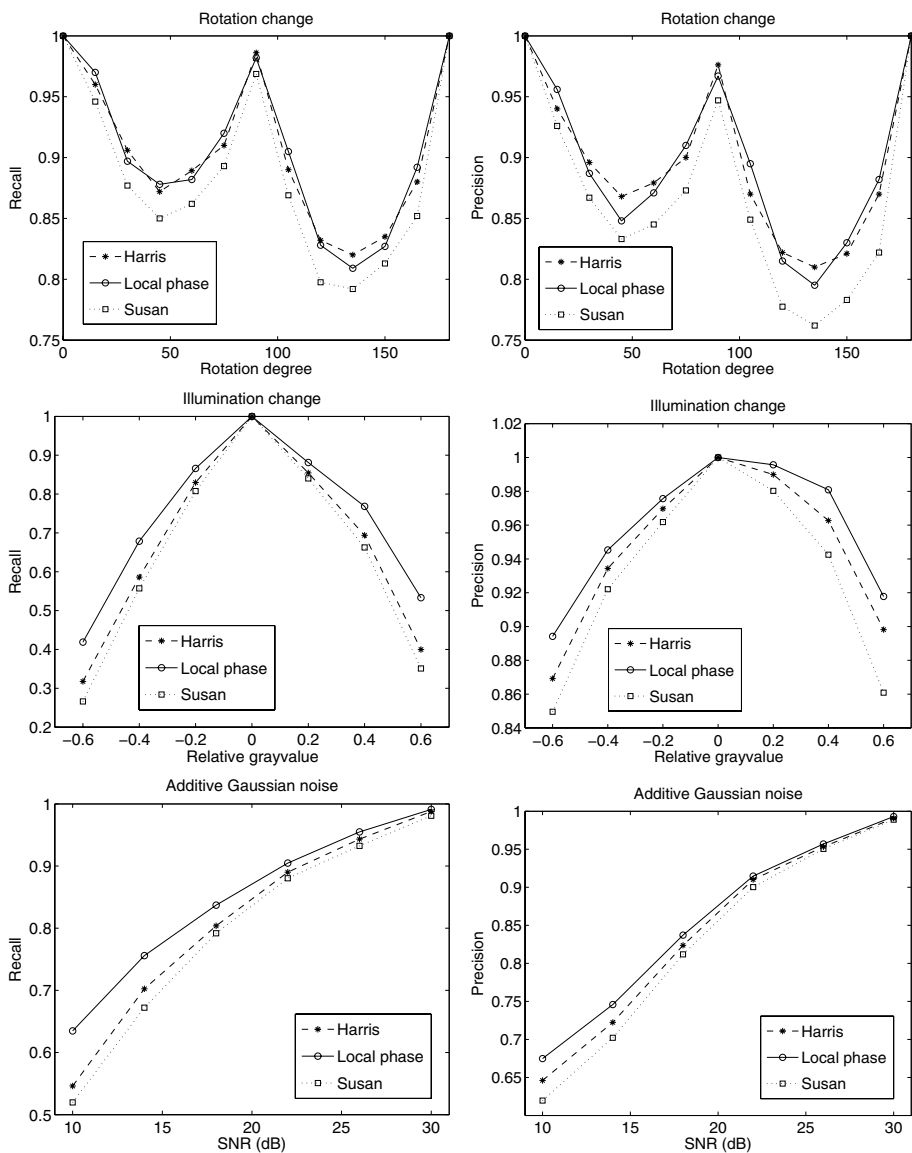 Rotation change
1
0.95
0.9
0.85
0.8
0.75
Recall
Harris
Local phase
Susan
0 50 100 150
Rotation degree
Rotation change
1
0.95
0.9
0.85
0.8
0.75
Precision
Harris
Local phase
Susan
0 50 100 150
Rotation degree
Illumination change
1
0.9
0.8
0.7
0.6
0.5
0.4
0.3
0.2
Recall
Harris
Local phase
Susan
−0.6 −0.4 −0.2 0 0.2 0.4 0.6
Relative grayvalue
Illumination change
1.02
1
0.98
0.96
0.94
0.92
0.9
0.88
0.86
0.84
Precision
Harris
Local phase
Susan
−0.6 −0.4 −0.2 0 0.2 0.4 0.6
Relative grayvalue
Additive Gaussian noise
1
0.9
0.8
0.7
0.6
0.5
Recall
Harris
Local phase
Susan
10 15 20 25 30
SNR (dB)
Additive Gaussian noise
1
0.95
0.9
0.85
0.8
0.75
0.7
0.65
Precision
Harris
Local phase
Susan
10 15 20 25 30
SNR (dB)